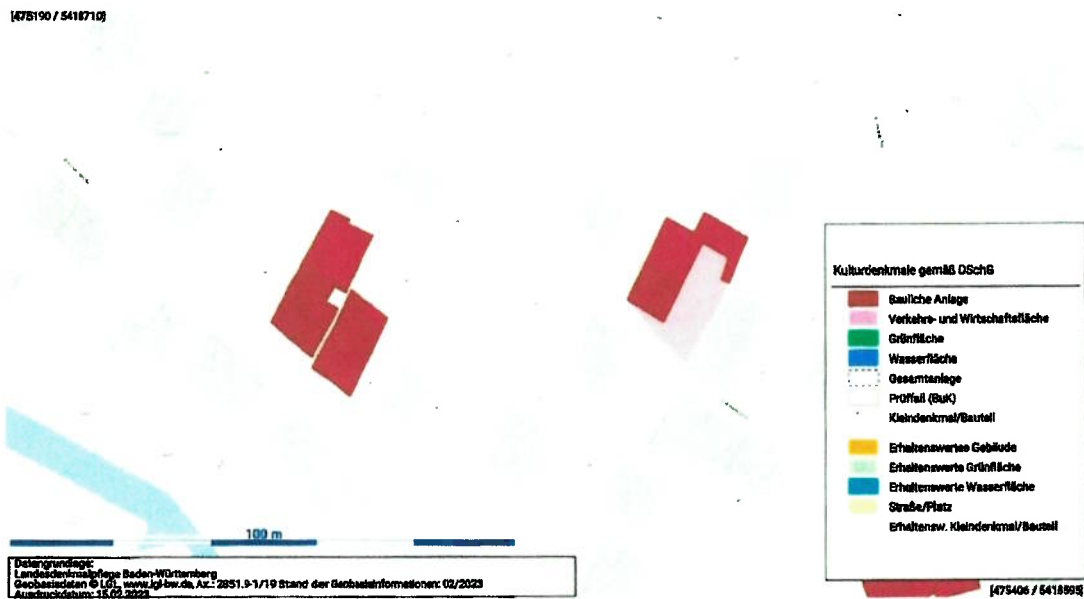 [475190 / 5418710]
Kulturdenkmale gemäß DSchG
Bauliche Anlage
Verkehrs- und Wirtschaftsfläche
Grünfläche
Wasserfläche
Gesamtanlage
Prüffall (BuK)
Kleindenkmal/Bauteil
Erhaltenswertes Gebäude
Erhaltenswerte Grünfläche
Erhaltenswerte Wasserfläche
Straße/Platz
Erhaltensw. Kleindenkmal/Bauteil
100 m
Datengrundlage:
Landesdenkmalpflege Baden-Württemberg
Geobasisdaten © LGL, www.lgl-bw.de, Az.: 2851.9-1/19 Stand der Geobasisinformationen: 02/2023
Ausdruckdatum: 15.02.2023
[475406 / 5418595]